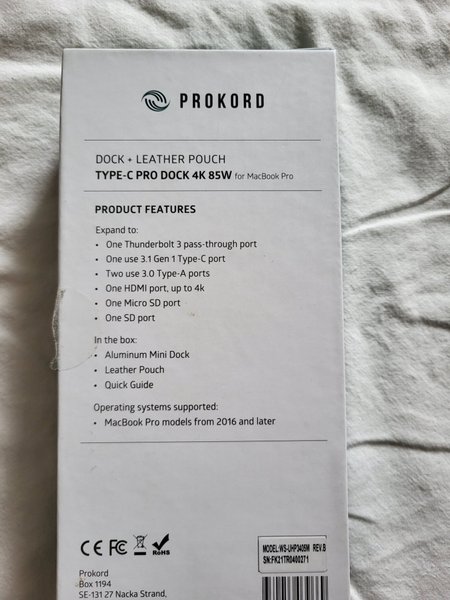 PROKORD
DOCK + LEATHER POUCH
TYPE-C PRO DOCK 4K 85W for MacBook Pro
PRODUCT FEATURES
Expand to:
• One Thunderbolt 3 pass-through port
• One use 3.1 Gen 1 Type-C port
• Two use 3.0 Type-A ports
• One HDMI port, up to 4k
• One Micro SD port
• One SD port
In the box:
• Aluminum Mini Dock
• Leather Pouch
• Quick Guide
Operating systems supported:
• MacBook Pro models from 2016 and later
CE FC RoHS
MODEL:WS-UHP3409M REV.B
SN:FK21TR0400271
Prokord
Box 1194
SE-131 27 Nacka Strand,